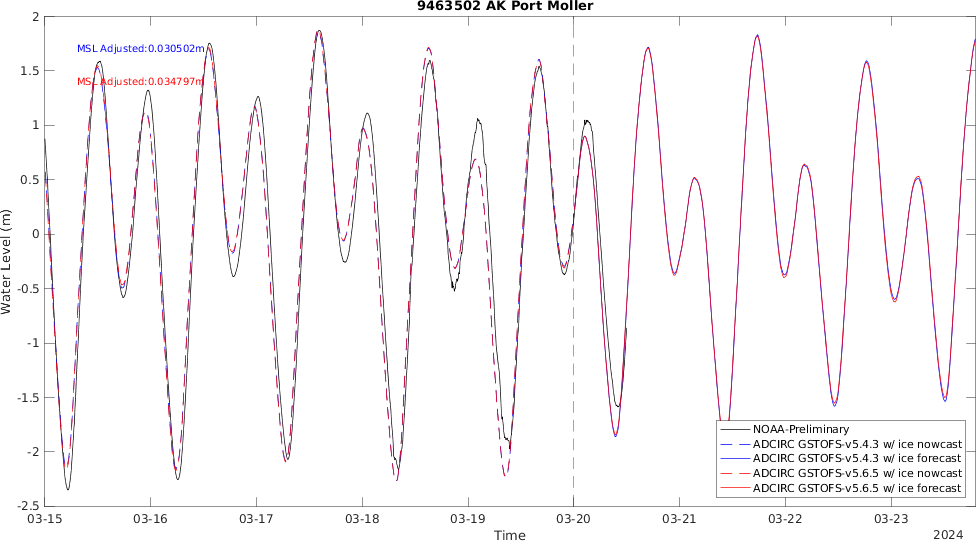 9463502 AK Port Moller
MSL Adjusted:0.030502m
MSL Adjusted:0.034797m
2
1.5
1
0.5
0
-0.5
-1
-1.5
-2
-2.5
Water Level (m)
NOAA-Preliminary
ADCIRC GSTOFS-v5.4.3 w/ ice nowcast
ADCIRC GSTOFS-v5.4.3 w/ ice forecast
ADCIRC GSTOFS-v5.6.5 w/ ice nowcast
ADCIRC GSTOFS-v5.6.5 w/ ice forecast
03-15 03-16 03-17 03-18 03-19 03-20 03-21 03-22 03-23
Time
2024